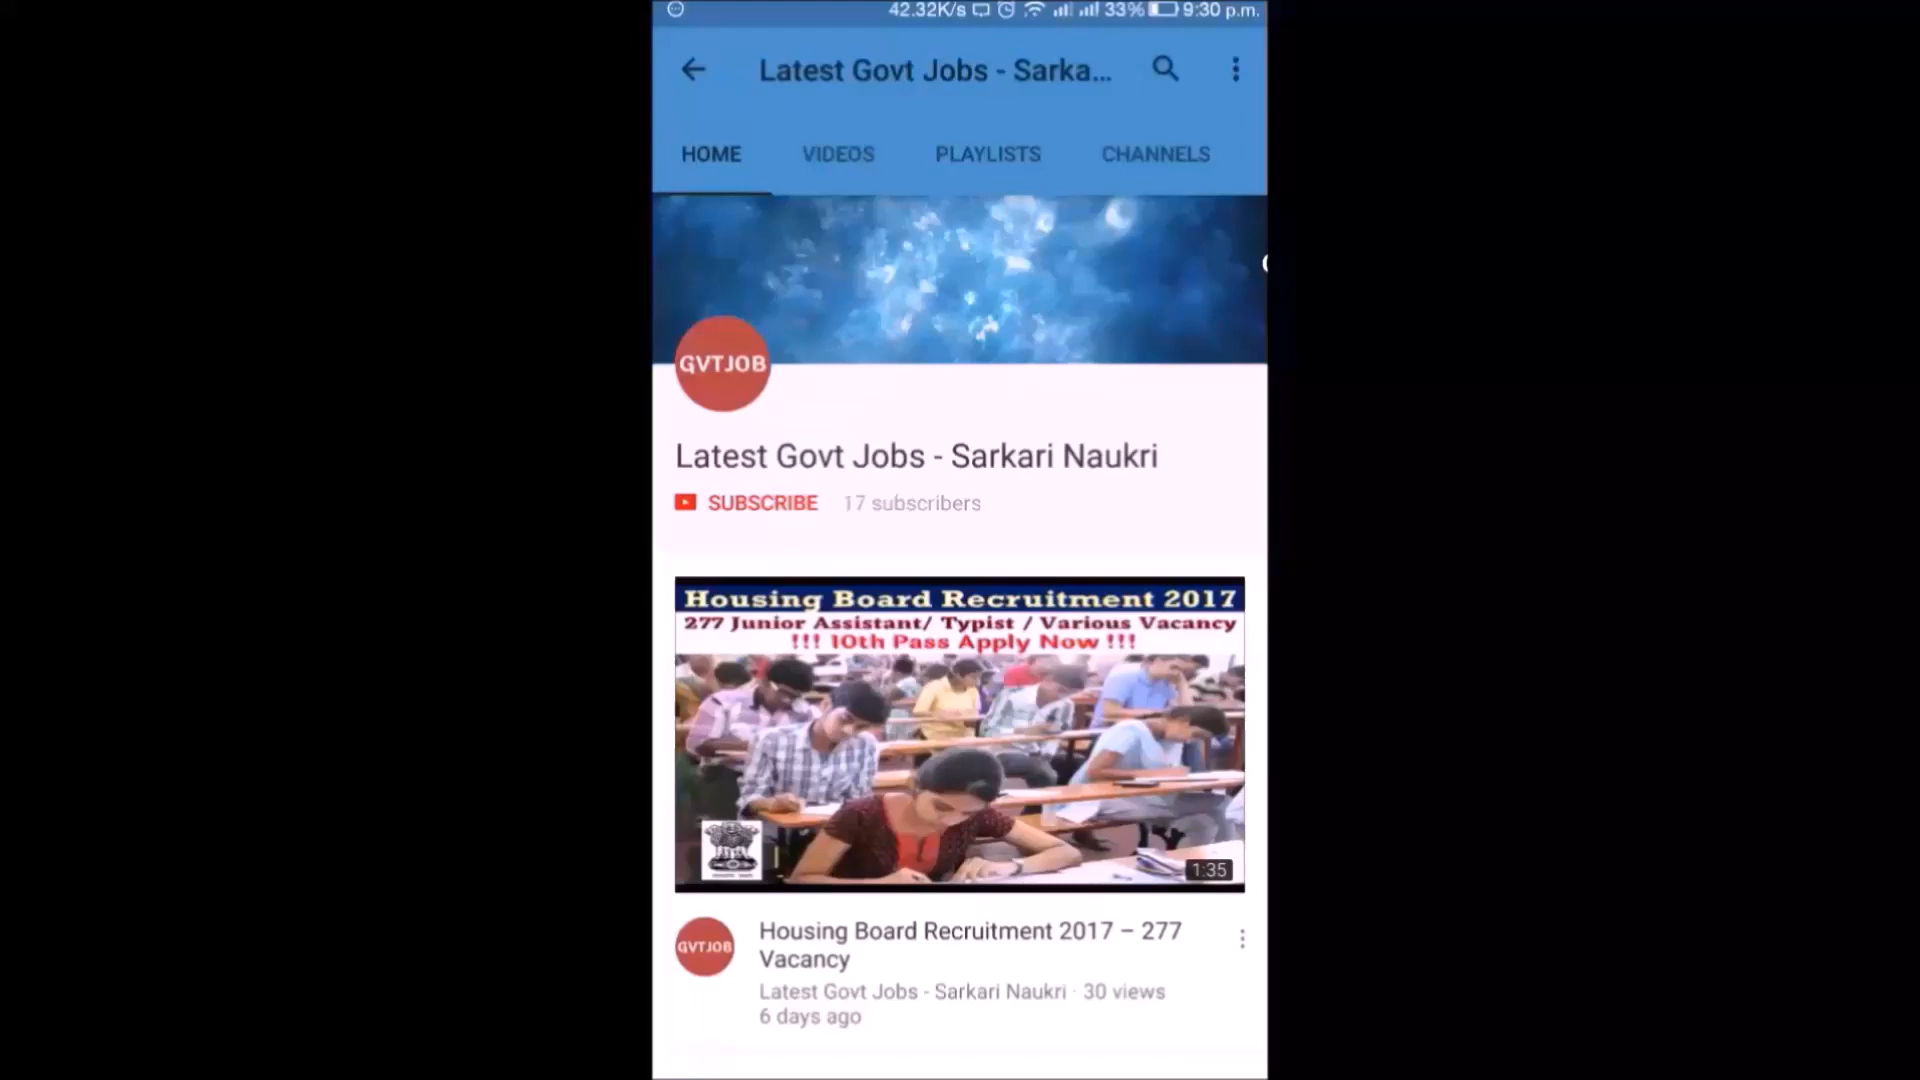 42.32K/s 33% 9:30 p.m.
Latest Govt Jobs - Sarka...
HOME VIDEOS PLAYLISTS CHANNELS
GVTJOB
Latest Govt Jobs - Sarkari Naukri
SUBSCRIBE 17 subscribers
Housing Board Recruitment 2017
277 Junior Assistant/ Typist / Various Vacancy
!!! 10th Pass Apply Now !!!
1:35
GVTJOB
Housing Board Recruitment 2017 – 277
Vacancy
Latest Govt Jobs - Sarkari Naukri · 30 views
6 days ago